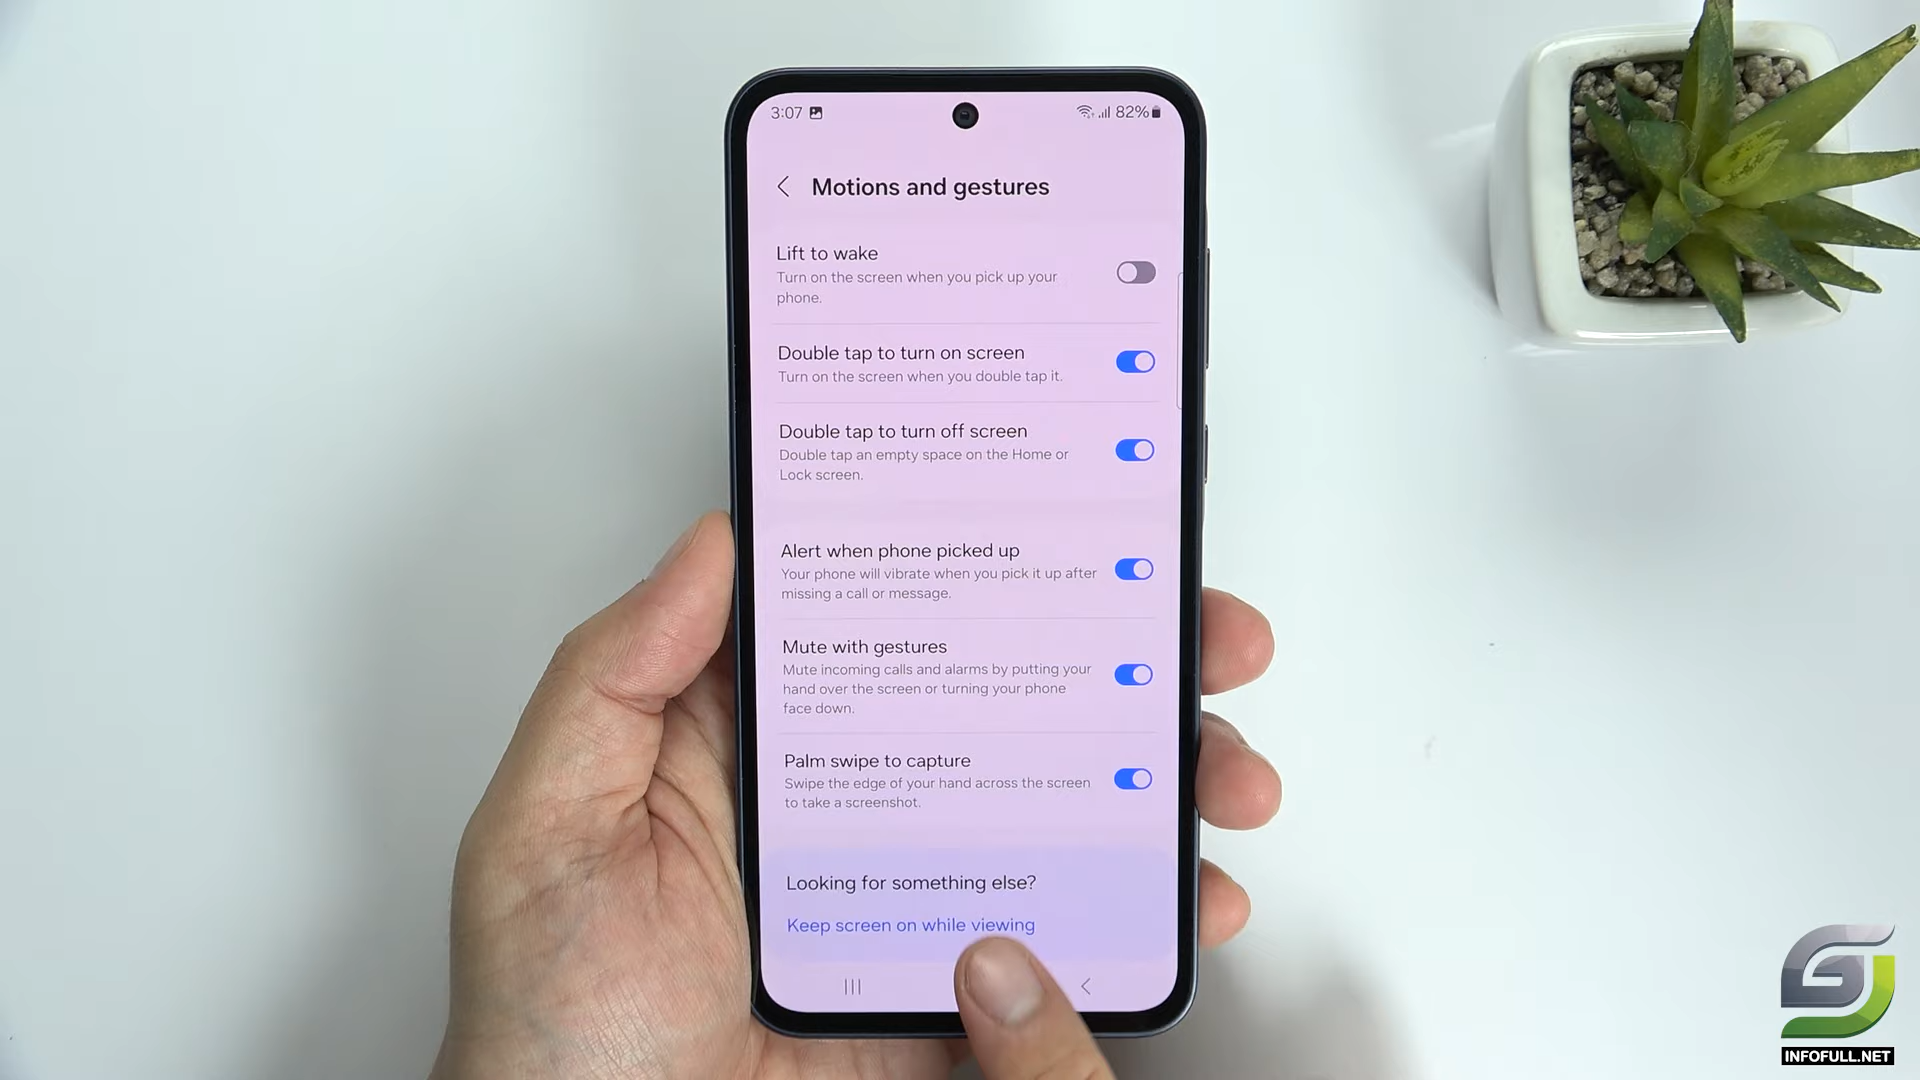 3:07
82%
Motions and gestures
Lift to wake
Turn on the screen when you pick up your
phone.
Double tap to turn on screen
Turn on the screen when you double tap it.
Double tap to turn off screen
Double tap an empty space on the Home or
Lock screen.
Alert when phone picked up
Your phone will vibrate when you pick it up after
missing a call or message.
Mute with gestures
Mute incoming calls and alarms by putting your
hand over the screen or turning your phone
face down.
Palm swipe to capture
Swipe the edge of your hand across the screen
to take a screenshot.
Looking for something else?
Keep screen on while viewing
INFOFULL.NET